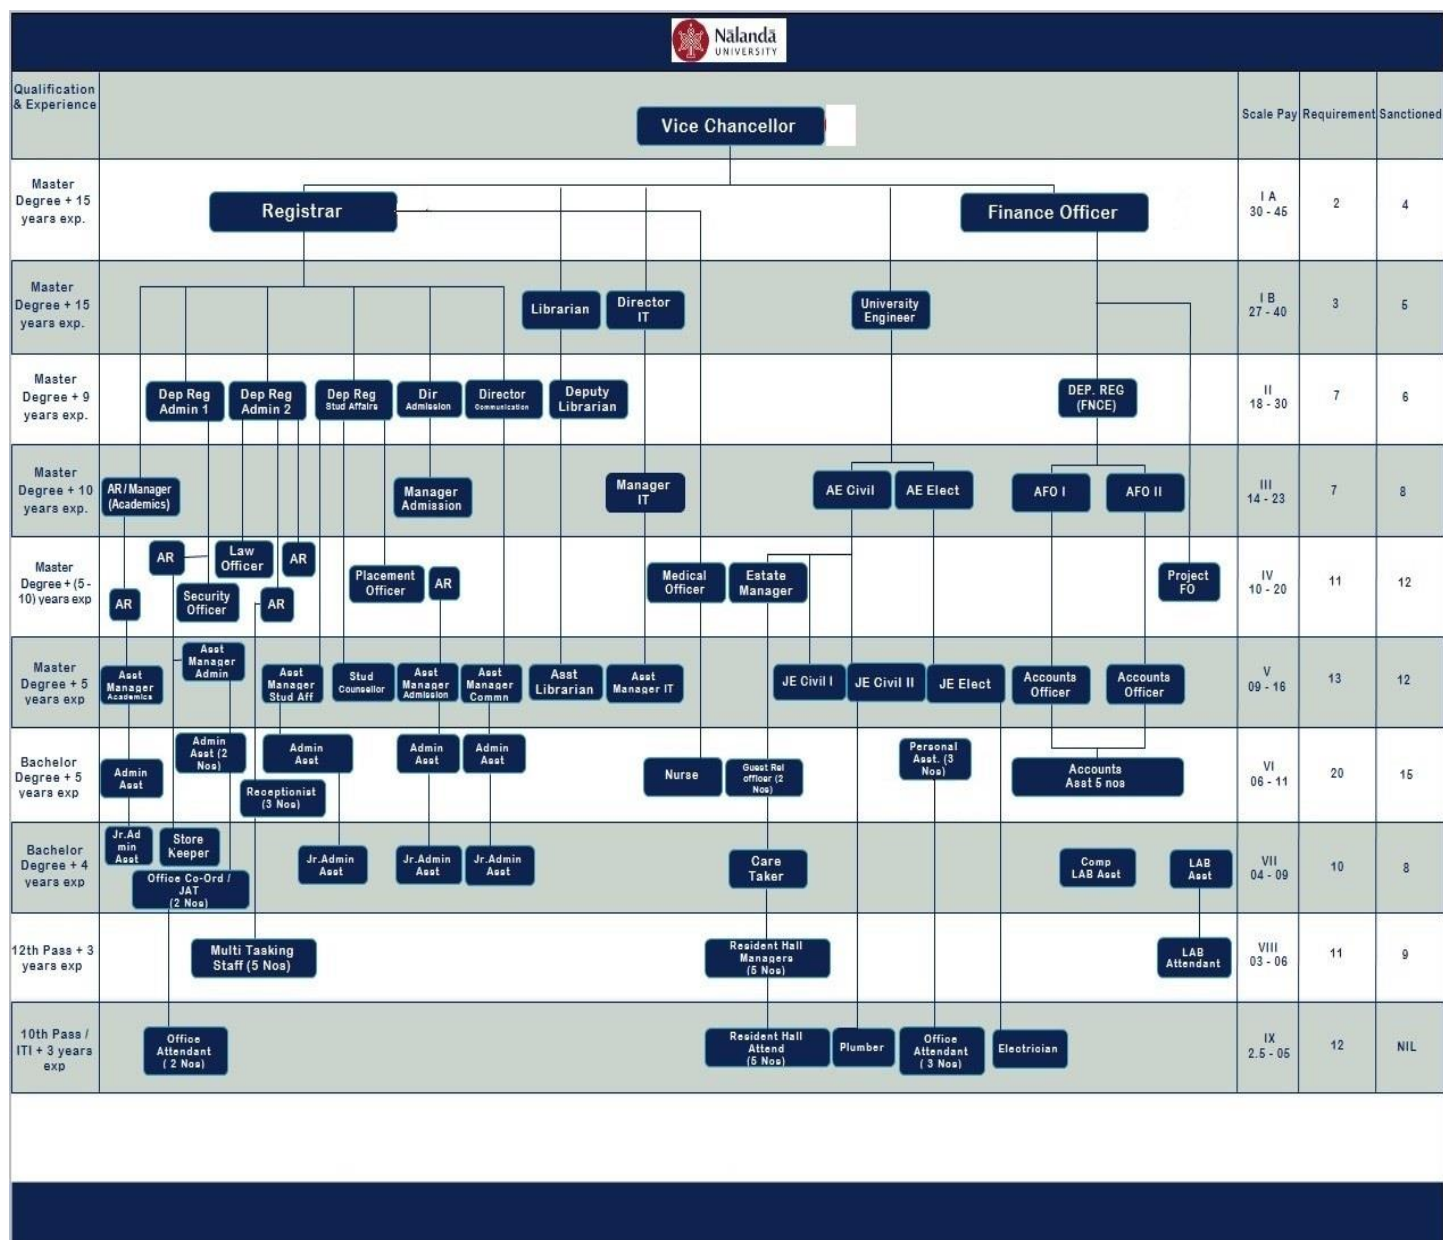 Nālandā
UNIVERSITY
Qualification
& Experience
Vice Chancellor
Scale Pay
Requirement
Sanctioned
Master
Degree + 15
years exp.
Registrar
Finance Officer
I A
30 - 45
2
4
Master
Degree + 15
years exp.
Librarian
Director
IT
University
Engineer
I B
27 - 40
3
5
Master
Degree + 9
years exp.
Dep Reg
Admin 1
Dep Reg
Admin 2
Dep Reg
Stud Affairs
Dir
Admission
Director
Communication
Deputy
Librarian
DEP. REG
(FNCE)
II
18 - 30
7
6
Master
Degree + 10
years exp.
AR / Manager
(Academics)
Manager
Admission
Manager
IT
AE Civil
AE Elect
AFO I
AFO II
III
14 - 23
7
8
Master
Degree + (5 -
10) years exp
AR
AR
Security
Officer
Law
Officer
AR
AR
Placement
Officer
AR
Medical
Officer
Estate
Manager
Project
FO
IV
10 - 20
11
12
Master
Degree + 5
years exp
Asst
Manager
Academics
Asst
Manager
Admin
Asst
Manager
Stud Aff
Stud
Counsellor
Asst
Manager
Admission
Asst
Manager
Commn
Asst
Librarian
Asst
Manager IT
JE Civil I
JE Civil II
JE Elect
Accounts
Officer
Accounts
Officer
V
09 - 16
13
12
Bachelor
Degree + 5
years exp
Admin
Asst
Admin
Asst (2
Nos)
Receptionist
(3 Nos)
Admin
Asst
Admin
Asst
Admin
Asst
Nurse
Guest Rel
officer (2
Nos)
Personal
Asst. (3
Nos)
Accounts
Asst 5 nos
VI
06 - 11
20
15
Bachelor
Degree + 4
years exp
Jr.Ad
min
Asst
Store
Keeper
Office Co-Ord /
JAT
(2 Nos)
Jr.Admin
Asst
Jr.Admin
Asst
Jr.Admin
Asst
Care
Taker
Comp
LAB Asst
LAB
Asst
VII
04 - 09
10
8
12th Pass + 3
years exp
Multi Tasking
Staff (5 Nos)
Resident Hall
Managers
(5 Nos)
LAB
Attendant
VIII
03 - 06
11
9
10th Pass /
ITI + 3 years
exp
Office
Attendant
( 2 Nos)
Resident Hall
Attend
(5 Nos)
Plumber
Office
Attendant
( 3 Nos)
Electrician
IX
2.5 - 05
12
NIL